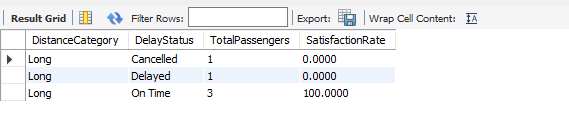 Result Grid Filter Rows: Export: Wrap Cell Content:
DistanceCategory DelayStatus TotalPassengers SatisfactionRate
Long Cancelled 1 0.0000
Long Delayed 1 0.0000
Long On Time 3 100.0000